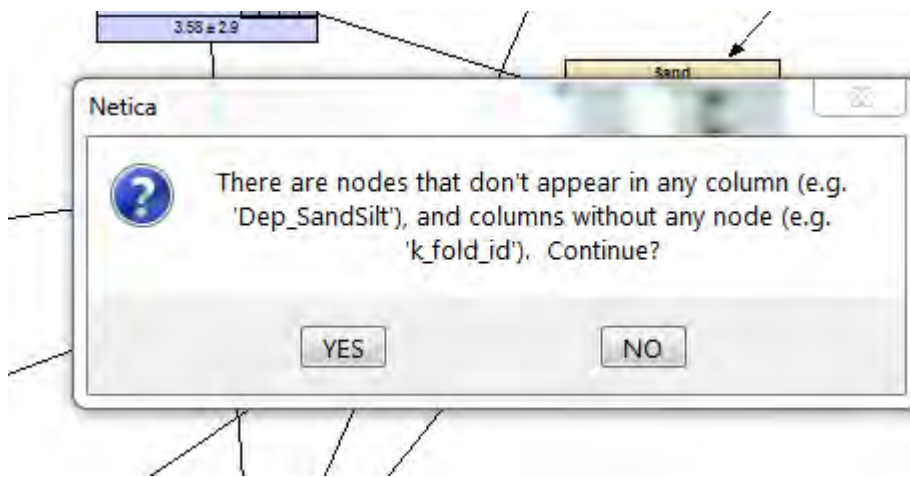 3.58 ± 2.9
Sand
Netica
There are nodes that don't appear in any column (e.g.
'Dep_SandSilt'), and columns without any node (e.g.
'k_fold_id').  Continue?
YES
NO